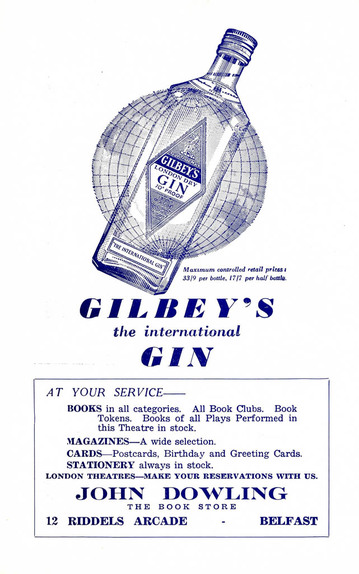 GILBEY'S
LONDON DRY
GIN
THE INTERNATIONAL GIN
Maximum controlled retail prices:
33/9 per bottle, 17/7 per half bottle.
GILBEY'S
the international
GIN
AT YOUR SERVICE—
BOOKS in all categories. All Book Clubs. Book
Tokens. Books of all Plays Performed in
this Theatre in stock.
MAGAZINES—A wide selection.
CARDS—Postcards, Birthday and Greeting Cards.
STATIONERY always in stock.
LONDON THEATRES—MAKE YOUR RESERVATIONS WITH US.
JOHN DOWLING
THE BOOK STORE
12 RIDDELS ARCADE - BELFAST